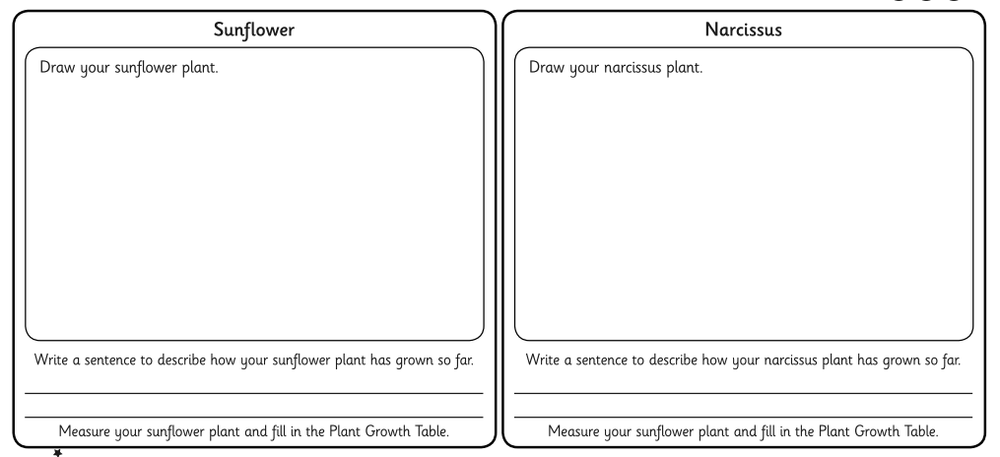 Sunflower
Draw your sunflower plant.
Write a sentence to describe how your sunflower plant has grown so far.
Measure your sunflower plant and fill in the Plant Growth Table.
Narcissus
Draw your narcissus plant.
Write a sentence to describe how your narcissus plant has grown so far.
Measure your sunflower plant and fill in the Plant Growth Table.